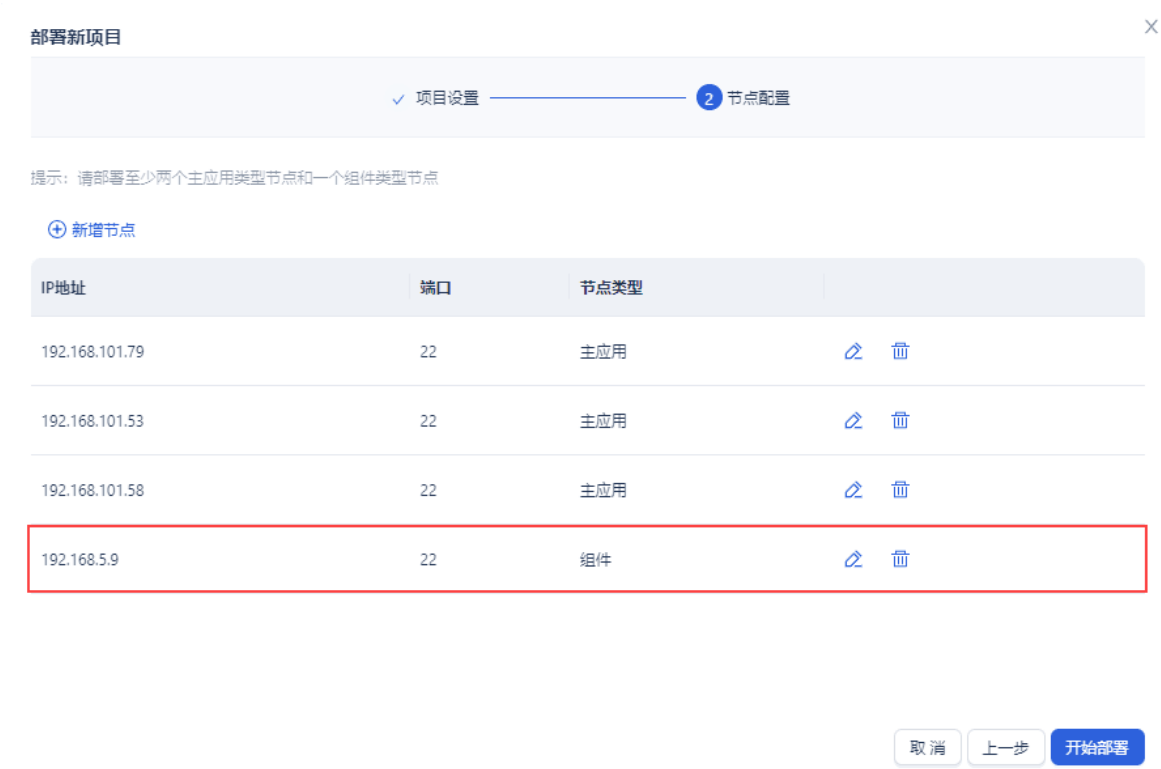 部署新项目
项目设置 2 节点配置
提示：请部署至少两个主应用类型节点和一个组件类型节点
新增节点
IP地址 端口 节点类型
192.168.101.79 22 主应用
192.168.101.53 22 主应用
192.168.101.58 22 主应用
192.168.5.9 22 组件
取消 上一步 开始部署